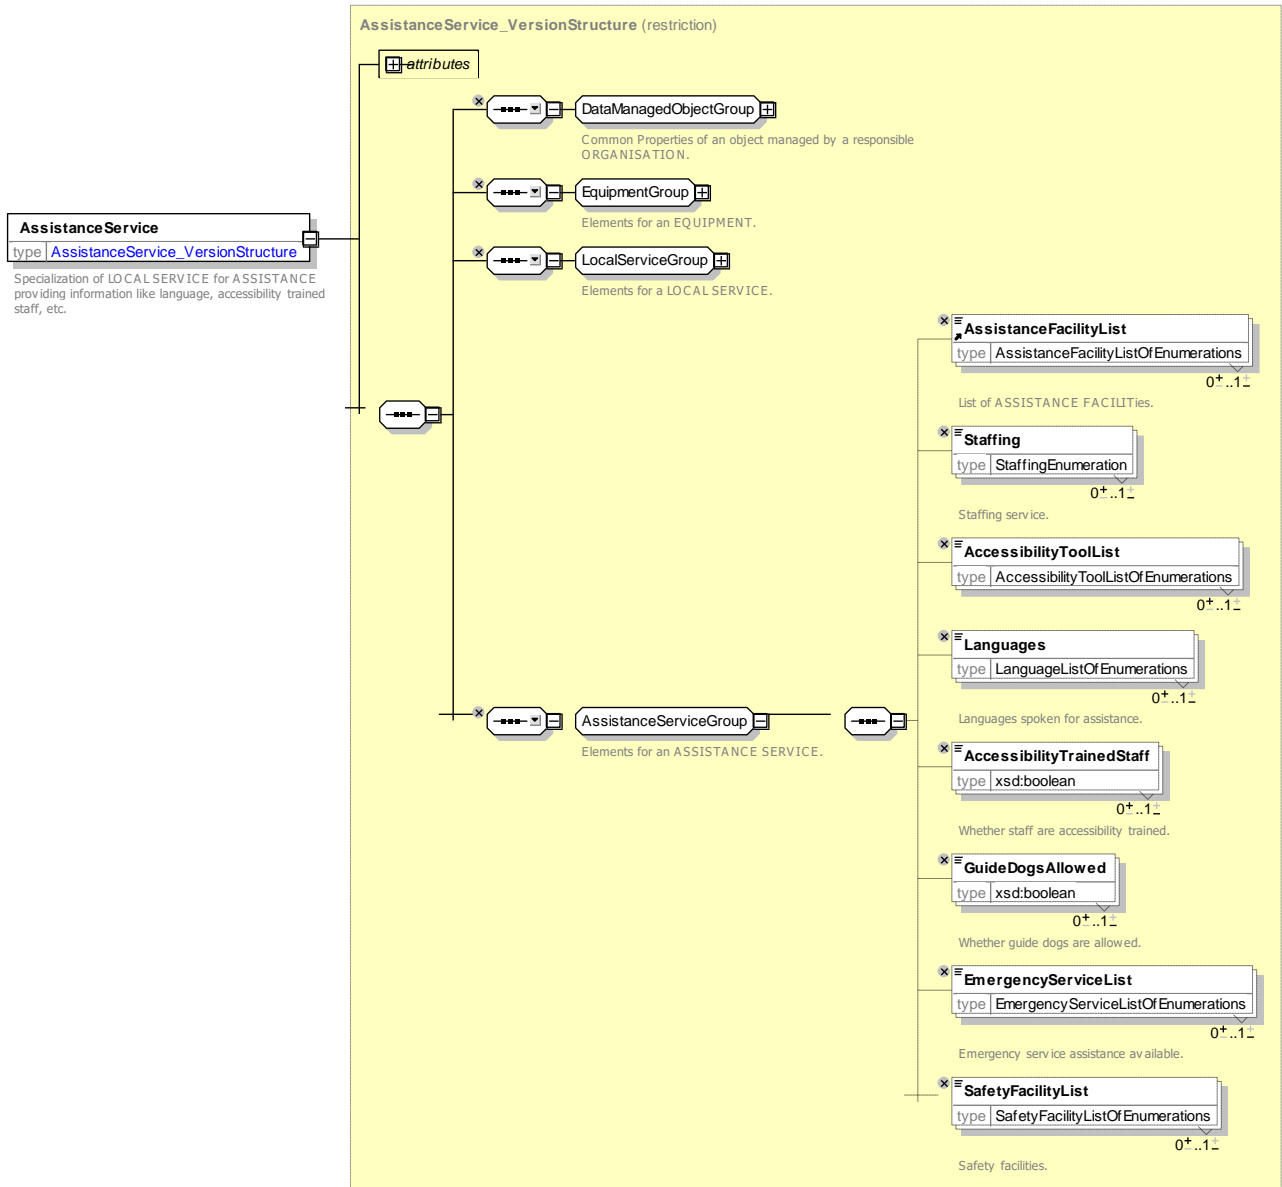 AssistanceService_VersionStructure (restriction)
attributes
DataManagedObjectGroup
Common Properties of an object managed by a responsible
ORGANISATION.
EquipmentGroup
Elements for an EQUIPMENT.
AssistanceService
type AssistanceService_VersionStructure
Specialization of LOCAL SERVICE for ASSISTANCE
providing information like language, accessibility trained
staff, etc.
LocalServiceGroup
Elements for a LOCAL SERVICE.
AssistanceFacilityList
type AssistanceFacilityListOfEnumerations
0±..1±
List of ASSISTANCE FACILITies.
Staffing
type StaffingEnumeration
0±..1±
Staffing service.
AccessibilityToolList
type AccessibilityToolListOfEnumerations
0±..1±
Languages
type LanguageListOfEnumerations
0±..1±
Languages spoken for assistance.
AssistanceServiceGroup
Elements for an ASSISTANCE SERVICE.
AccessibilityTrainedStaff
type xsd:boolean
0±..1±
Whether staff are accessibility trained.
GuideDogsAllowed
type xsd:boolean
0±..1±
Whether guide dogs are allowed.
EmergencyServiceList
type EmergencyServiceListOfEnumerations
0±..1±
Emergency service assistance available.
SafetyFacilityList
type SafetyFacilityListOfEnumerations
0±..1±
Safety facilities.